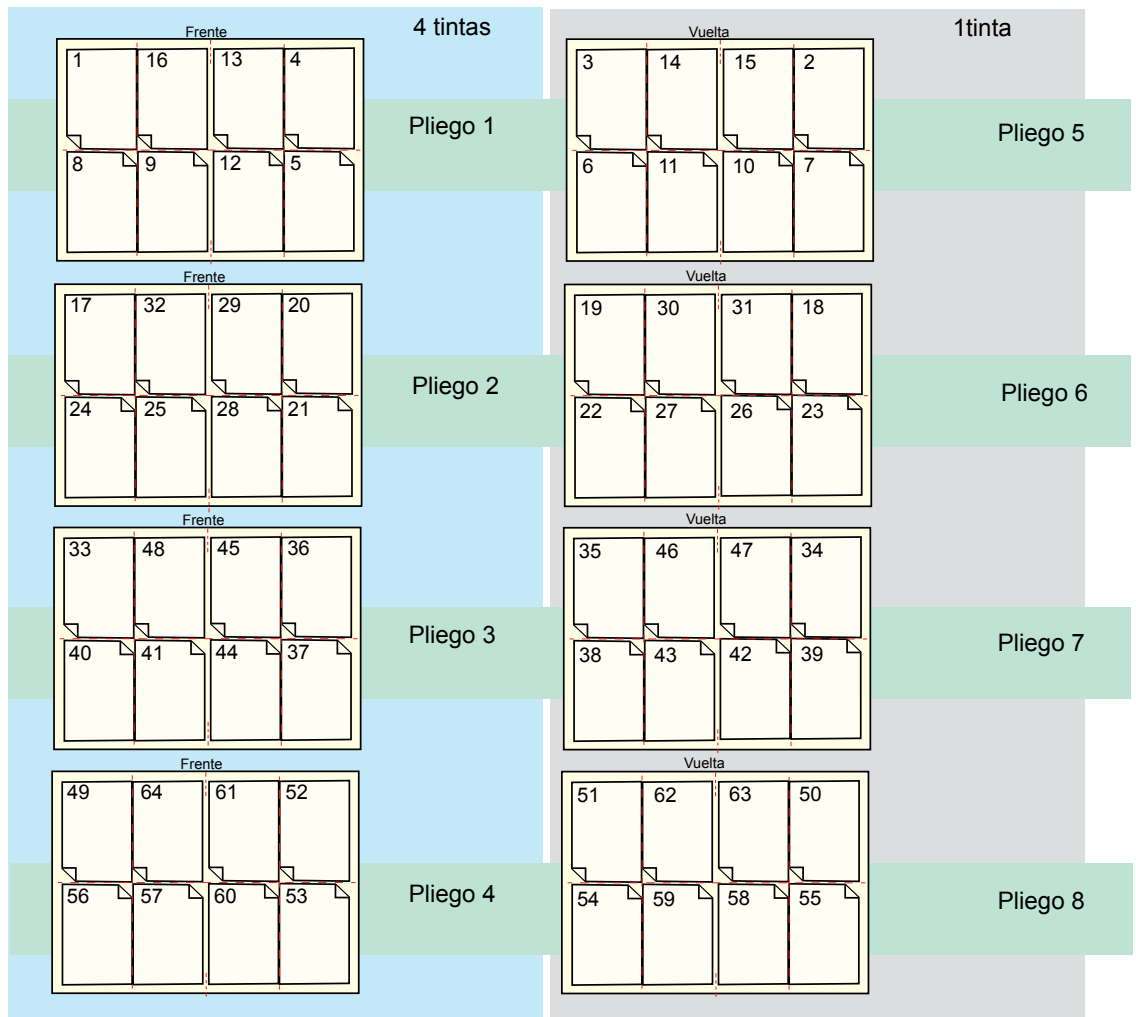 4 tintas
1tinta
Frente
1 16 13 4
8 9 12 5
Pliego 1
Vuelta
3 14 15 2
6 11 10 7
Pliego 5
Frente
17 32 29 20
24 25 28 21
Pliego 2
Vuelta
19 30 31 18
22 27 26 23
Pliego 6
Frente
33 48 45 36
40 41 44 37
Pliego 3
Vuelta
35 46 47 34
38 43 42 39
Pliego 7
Frente
49 64 61 52
56 57 60 53
Pliego 4
Vuelta
51 62 63 50
54 59 58 55
Pliego 8